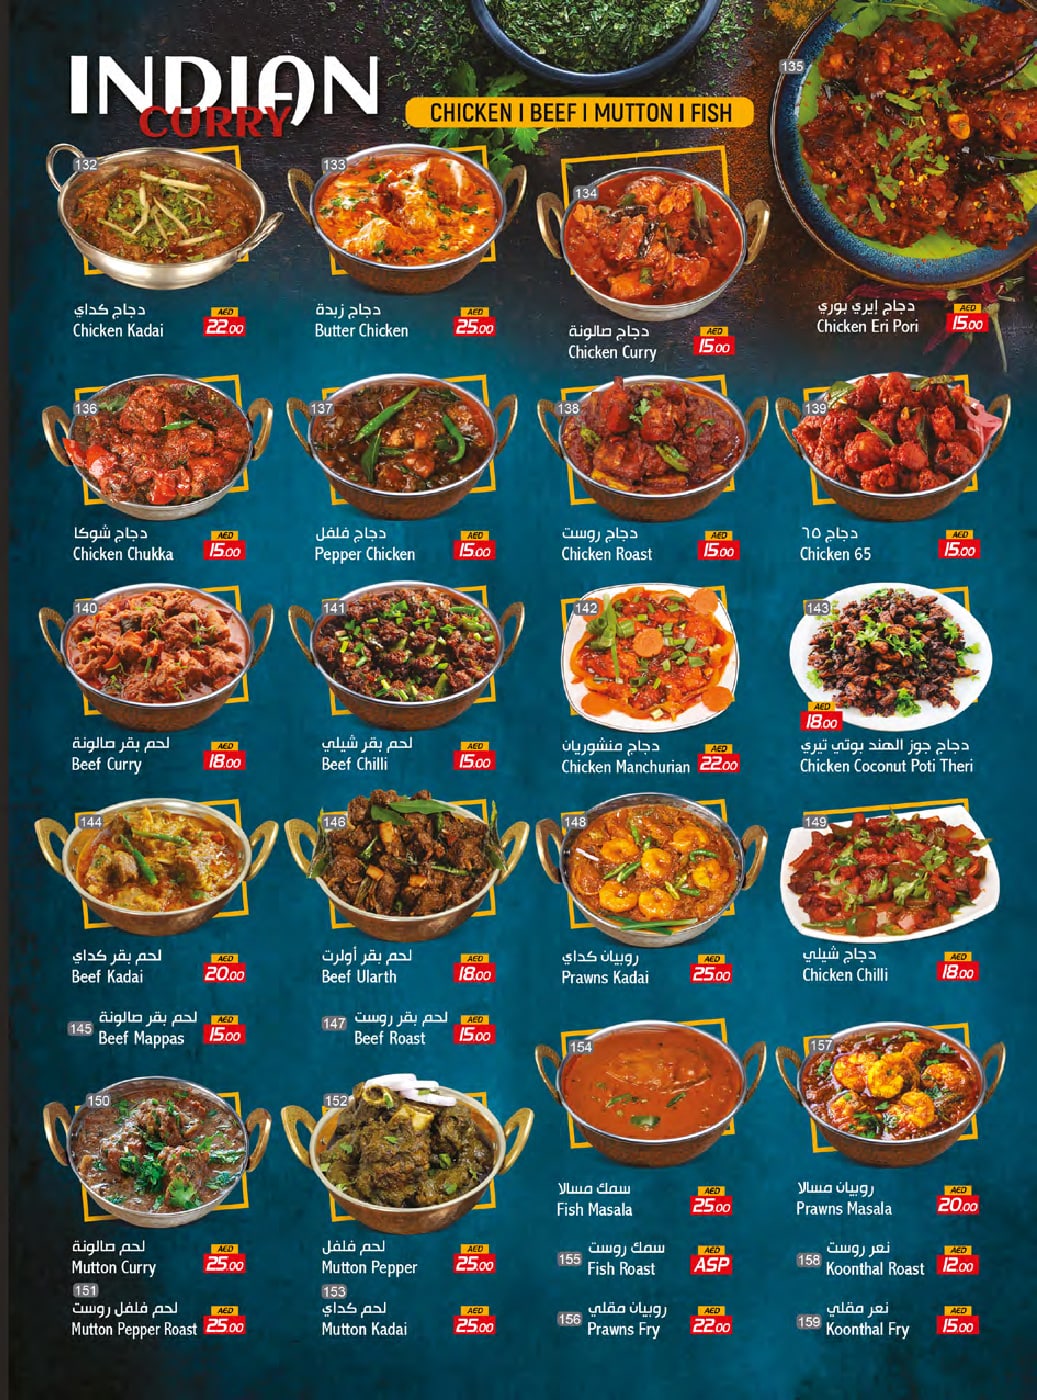 INDIAN
CURRY
CHICKEN | BEEF | MUTTON | FISH
132
دجاج كداي
Chicken Kadai
AED
22.00
133
دجاج زبدة
Butter Chicken
AED
25.00
134
دجاج صالونة
Chicken Curry
AED
15.00
135
دجاج إيري بوري
Chicken Eri Pori
AED
15.00
136
دجاج شوكا
Chicken Chukka
AED
15.00
137
دجاج فلفل
Pepper Chicken
AED
15.00
138
دجاج روست
Chicken Roast
AED
15.00
139
دجاج ٦٥
Chicken 65
AED
15.00
140
لحم بقر صالونة
Beef Curry
AED
18.00
141
لحم بقر شيلي
Beef Chilli
AED
15.00
142
دجاج منشوريان
Chicken Manchurian
AED
22.00
143
AED
18.00
دجاج جوز الهند بوتي تيري
Chicken Coconut Poti Theri
144
لحم بقر كداي
Beef Kadai
AED
20.00
145
لحم بقر صالونة
Beef Mappas
AED
15.00
146
لحم بقر أولرت
Beef Ularth
AED
18.00
147
لحم بقر روست
Beef Roast
AED
15.00
148
روبيان كداي
Prawns Kadai
AED
25.00
149
دجاج شيلي
Chicken Chilli
AED
18.00
150
لحم صالونة
Mutton Curry
AED
25.00
151
لحم فلفل روست
Mutton Pepper Roast
AED
25.00
152
لحم فلفل
Mutton Pepper
AED
25.00
153
لحم كداي
Mutton Kadai
AED
25.00
154
سمك مسالا
Fish Masala
AED
25.00
155
سمك روست
Fish Roast
AED
ASP
156
روبيان مقلي
Prawns Fry
AED
22.00
157
روبيان مسالا
Prawns Masala
AED
20.00
158
نعر روست
Koonthal Roast
AED
12.00
159
نعر مقلي
Koonthal Fry
AED
15.00